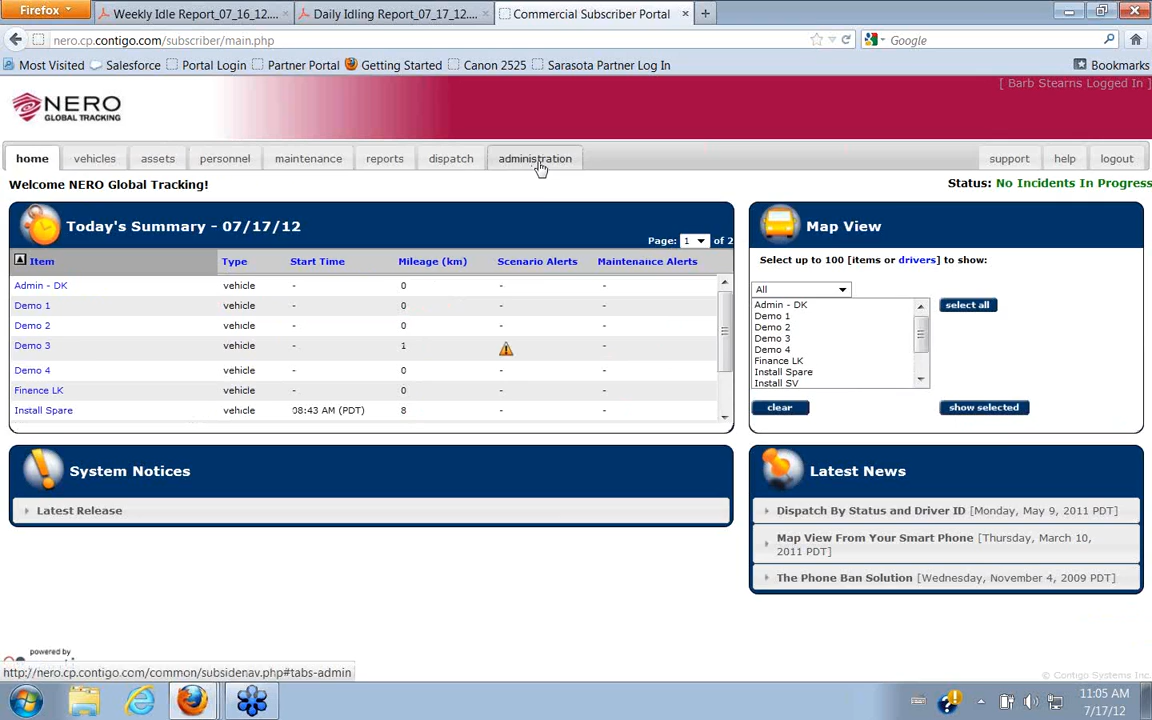 Firefox
Weekly Idle Report_07_16_12....
Daily Idling Report_07_17_12....
Commercial Subscriber Portal
nero.cp.contigo.com/subscriber/main.php
Google
Most Visited
Salesforce
Portal Login
Partner Portal
Getting Started
Canon 2525
Sarasota Partner Log In
Bookmarks
[ Barb Stearns Logged In ]
NERO
GLOBAL TRACKING
home
vehicles
assets
personnel
maintenance
reports
dispatch
administration
support
help
logout
Welcome NERO Global Tracking!
Status: No Incidents In Progress
Today's Summary - 07/17/12
Page: 1 of 2
Item Type Start Time Mileage (km) Scenario Alerts Maintenance Alerts
Admin - DK vehicle - 0 - -
Demo 1 vehicle - 0 - -
Demo 2 vehicle - 0 - -
Demo 3 vehicle - 1 -
Demo 4 vehicle - 0 - -
Finence LK vehicle - 0 - -
Install Spare vehicle 08:43 AM (PDT) 8 - -
Map View
Select up to 100 [items or drivers] to show:
All
Admin - DK
Demo 1
Demo 2
Demo 3
Demo 4
Finence LK
Install Spare
Install SV
select all
clear
show selected
System Notices
Latest Release
Latest News
Dispatch By Status and Driver ID [Monday, May 9, 2011 PDT]
Map View From Your Smart Phone [Thursday, March 10,
2011 PDT]
The Phone Ban Solution [Wednesday, November 4, 2009 PDT]
powered by
http://nero.cp.contigo.com/common/subsidenav.php#tabs-admin
© Contigo Systems Inc.
11:05 AM
7/17/12